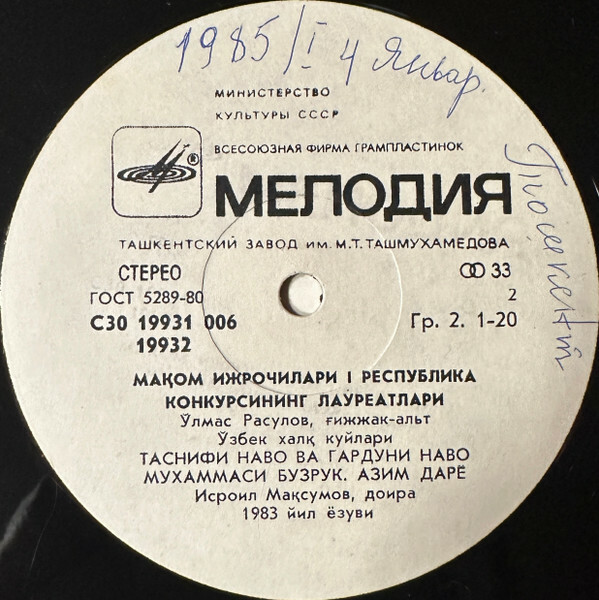 1985/I 4 Январ.
МИНИСТЕРСТВО
КУЛЬТУРЫ СССР
ВСЕСОЮЗНАЯ ФИРМА ГРАМПЛАСТИНОК
®
МЕЛОДИЯ
ТАШКЕНТСКИЙ ЗАВОД ИМ. М.Т. ТАШМУХАМЕДОВА
СТЕРЕО
33
ГОСТ 5289-80
2
С30 19931 006
Гр. 2. 1-20
19932
МАҚОМ ИЖРОЧИЛАРИ I РЕСПУБЛИКА
КОНКУРСИНИНГ ЛАУРЕАТЛАРИ
Ўлмас Расулов, ғижжак-альт
Ўзбек халқ куйлари
ТАСНИФИ НАВО ВА ГАРДУНИ НАВО
МУХАММАСИ БУЗРУК. АЗИМ ДАРЁ
Исроил Мақсумов, доира
1983 йил ёзуви